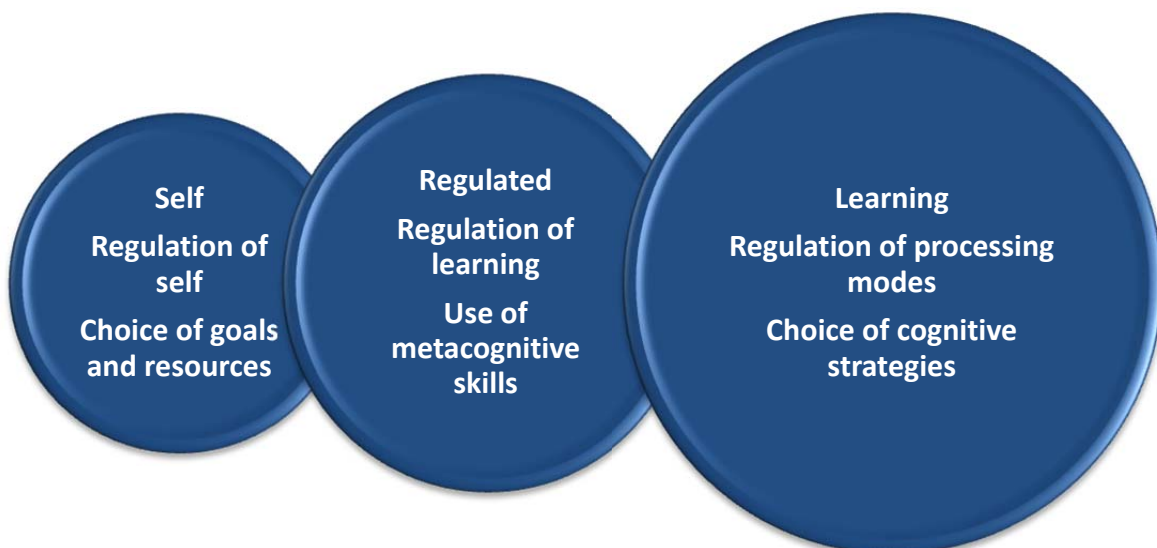 Self
Regulation of
self
Choice of goals
and resources
Regulated
Regulation of
learning
Use of
metacognitive
skills
Learning
Regulation of processing
modes
Choice of cognitive
strategies